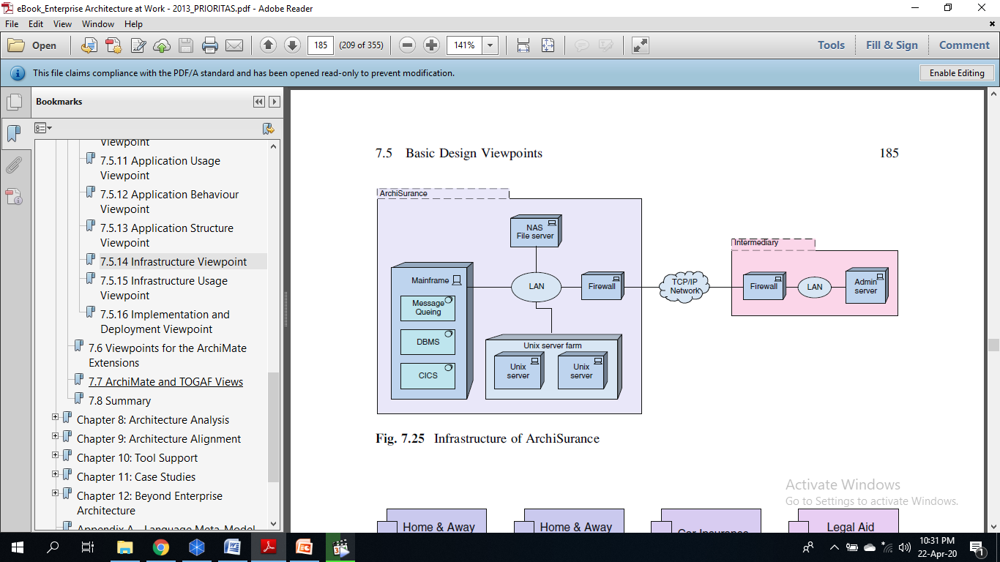 eBook_Enterprise Architecture at Work - 2013_PRIORITAS.pdf - Adobe Reader
File Edit View Window Help
Open 185 (209 of 355) 141% Tools Fill & Sign Comment
This file claims compliance with the PDF/A standard and has been opened read-only to prevent modification.
Enable Editing
Bookmarks
Viewpoint
7.5.11 Application Usage
Viewpoint
7.5.12 Application Behaviour
Viewpoint
7.5.13 Application Structure
Viewpoint
7.5.14 Infrastructure Viewpoint
7.5.15 Infrastructure Usage
Viewpoint
7.5.16 Implementation and
Deployment Viewpoint
7.6 Viewpoints for the ArchiMate
Extensions
7.7 ArchiMate and TOGAF Views
7.8 Summary
Chapter 8: Architecture Analysis
Chapter 9: Architecture Alignment
Chapter 10: Tool Support
Chapter 11: Case Studies
Chapter 12: Beyond Enterprise
Architecture
Appendix A - Language Meta-Model
7.5 Basic Design Viewpoints 185
ArchiSurance
NAS
File server
Mainframe
Message
Queing
DBMS
CICS
LAN
Firewall
Unix server farm
Unix
server
Unix
server
TCP/IP
Network
Intermediary
Firewall
LAN
Admin
server
Fig. 7.25 Infrastructure of ArchiSurance
Activate Windows
Go to Settings to activate Windows.
Home & Away
Home & Away
Car Insurance
Legal Aid
10:31 PM
22-Apr-20
1